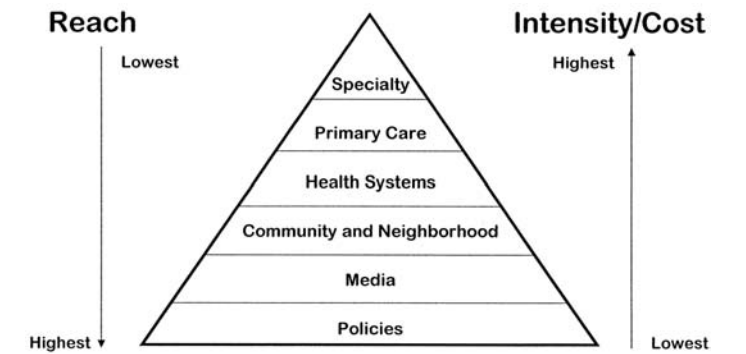 Reach
Intensity/Cost
Lowest
Highest
Specialty
Primary Care
Health Systems
Community and Neighborhood
Media
Policies
Highest
Lowest